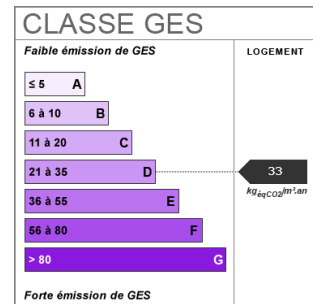 CLASSE GES
Faible émission de GES
LOGEMENT
≤ 5 A
6 à 10 B
11 à 20 C
21 à 35 D
33
kgéqCO2/m².an
36 à 55 E
56 à 80 F
> 80 G
Forte émission de GES